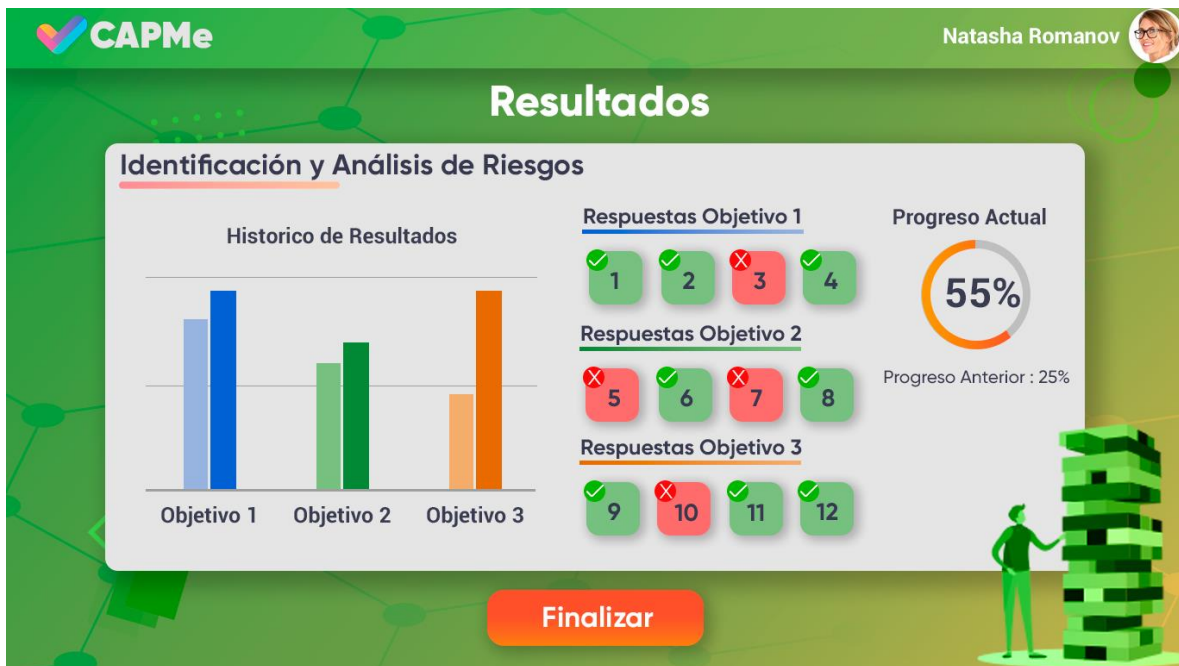 CAPMe
Natasha Romanov
Resultados
Identificación y Análisis de Riesgos
Historico de Resultados
Objetivo 1 Objetivo 2 Objetivo 3
Respuestas Objetivo 1
1 2 3 4
Respuestas Objetivo 2
5 6 7 8
Respuestas Objetivo 3
9 10 11 12
Progreso Actual
55%
Progreso Anterior : 25%
Finalizar